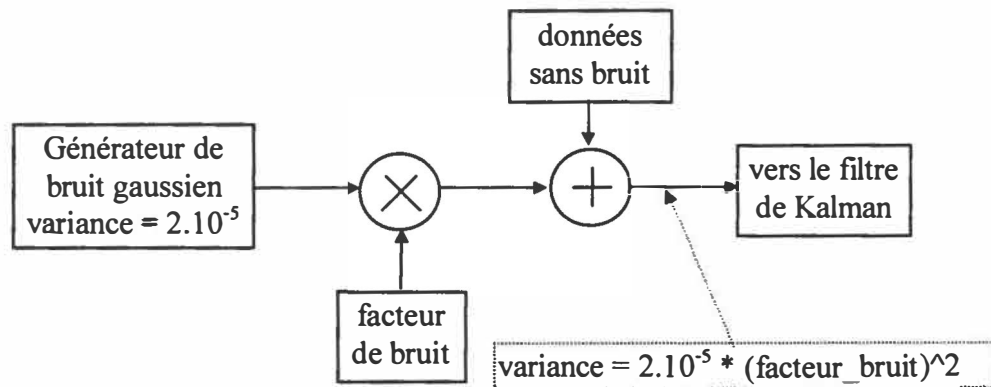 données
sans bruit
Générateur de
bruit gaussien
variance = 2.10⁻⁵
vers le filtre
de Kalman
facteur
de bruit
variance = 2.10⁻⁵ * (facteur_bruit)^2